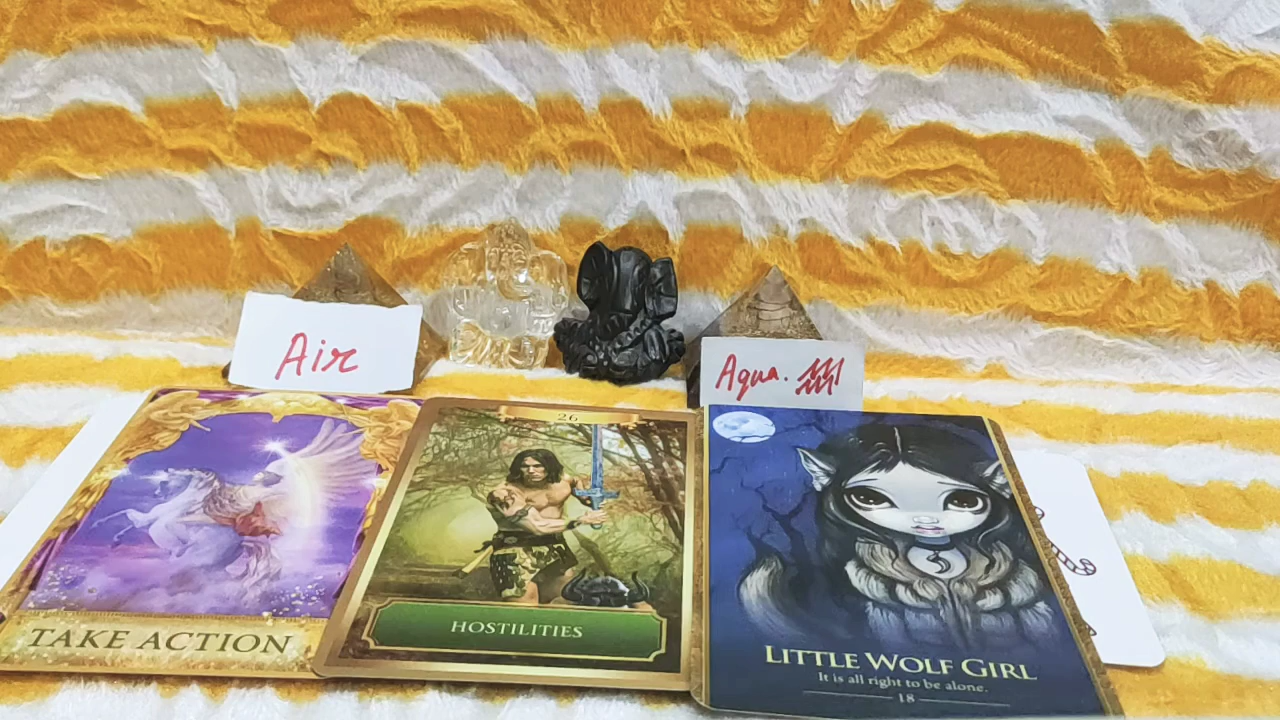 Air
Aqua.
TAKE ACTION
26
HOSTILITIES
LITTLE WOLF GIRL
It is all right to be alone.
18